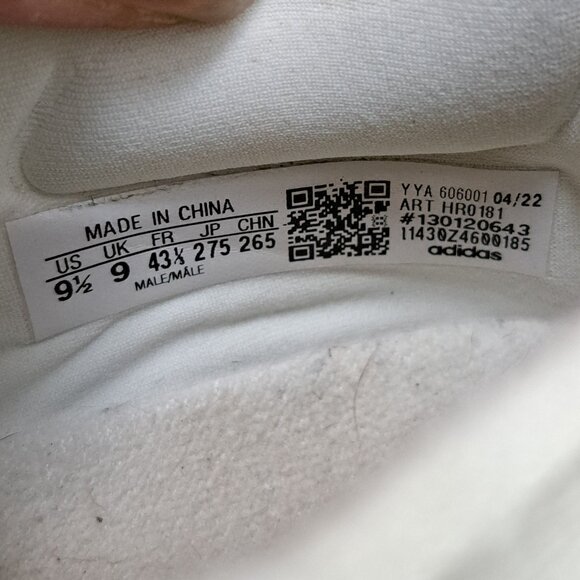 MADE IN CHINA
US UK FR JP CHN
9½ 9 43⅓ 275 265
MALE/MÂLE
YYA 606001 04/22
ART HR0181
#130120643
11430Z4600185
adidas